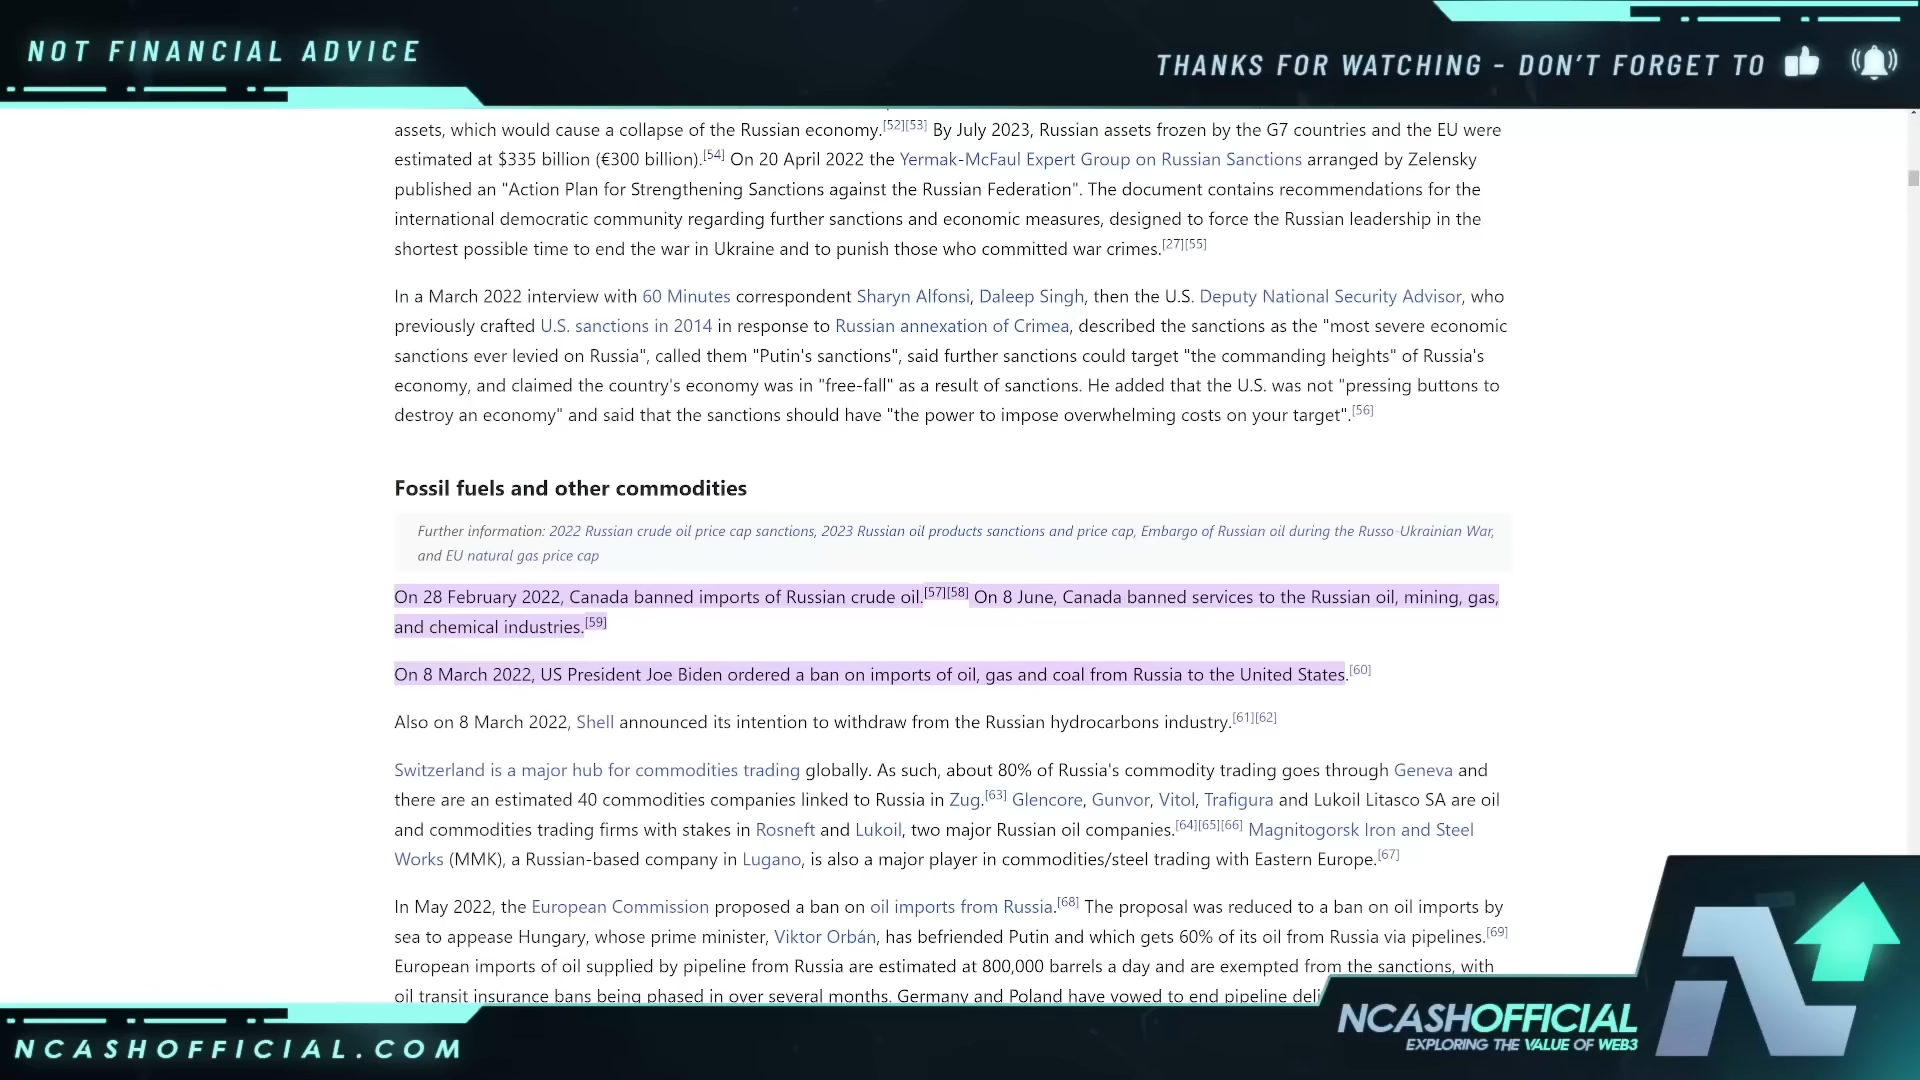 NOT FINANCIAL ADVICE
THANKS FOR WATCHING - DON'T FORGET TO
assets, which would cause a collapse of the Russian economy.[52][53] By July 2023, Russian assets frozen by the G7 countries and the EU were
estimated at $335 billion (€300 billion).[54] On 20 April 2022 the Yermak-McFaul Expert Group on Russian Sanctions arranged by Zelensky
published an "Action Plan for Strengthening Sanctions against the Russian Federation". The document contains recommendations for the
international democratic community regarding further sanctions and economic measures, designed to force the Russian leadership in the
shortest possible time to end the war in Ukraine and to punish those who committed war crimes.[27][55]
In a March 2022 interview with 60 Minutes correspondent Sharyn Alfonsi, Daleep Singh, then the U.S. Deputy National Security Advisor, who
previously crafted U.S. sanctions in 2014 in response to Russian annexation of Crimea, described the sanctions as the "most severe economic
sanctions ever levied on Russia", called them "Putin's sanctions", said further sanctions could target "the commanding heights" of Russia's
economy, and claimed the country's economy was in "free-fall" as a result of sanctions. He added that the U.S. was not "pressing buttons to
destroy an economy" and said that the sanctions should have "the power to impose overwhelming costs on your target".[56]
Fossil fuels and other commodities
Further information: 2022 Russian crude oil price cap sanctions, 2023 Russian oil products sanctions and price cap, Embargo of Russian oil during the Russo-Ukrainian War,
and EU natural gas price cap
On 28 February 2022, Canada banned imports of Russian crude oil.[57][58] On 8 June, Canada banned services to the Russian oil, mining, gas,
and chemical industries.[59]
On 8 March 2022, US President Joe Biden ordered a ban on imports of oil, gas and coal from Russia to the United States.[60]
Also on 8 March 2022, Shell announced its intention to withdraw from the Russian hydrocarbons industry.[61][62]
Switzerland is a major hub for commodities trading globally. As such, about 80% of Russia's commodity trading goes through Geneva and
there are an estimated 40 commodities companies linked to Russia in Zug.[63] Glencore, Gunvor, Vitol, Trafigura and Lukoil Litasco SA are oil
and commodities trading firms with stakes in Rosneft and Lukoil, two major Russian oil companies.[64][65][66] Magnitogorsk Iron and Steel
Works (MMK), a Russian-based company in Lugano, is also a major player in commodities/steel trading with Eastern Europe.[67]
In May 2022, the European Commission proposed a ban on oil imports from Russia.[68] The proposal was reduced to a ban on oil imports by
sea to appease Hungary, whose prime minister, Viktor Orbán, has befriended Putin and which gets 60% of its oil from Russia via pipelines.[69]
European imports of oil supplied by pipeline from Russia are estimated at 800,000 barrels a day and are exempted from the sanctions, with
oil transit insurance bans being phased in over several months. Germany and Poland have vowed to end pipeline deli
NCASHOFFICIAL
EXPLORING THE VALUE OF WEB3
NCASHOFFICIAL.COM